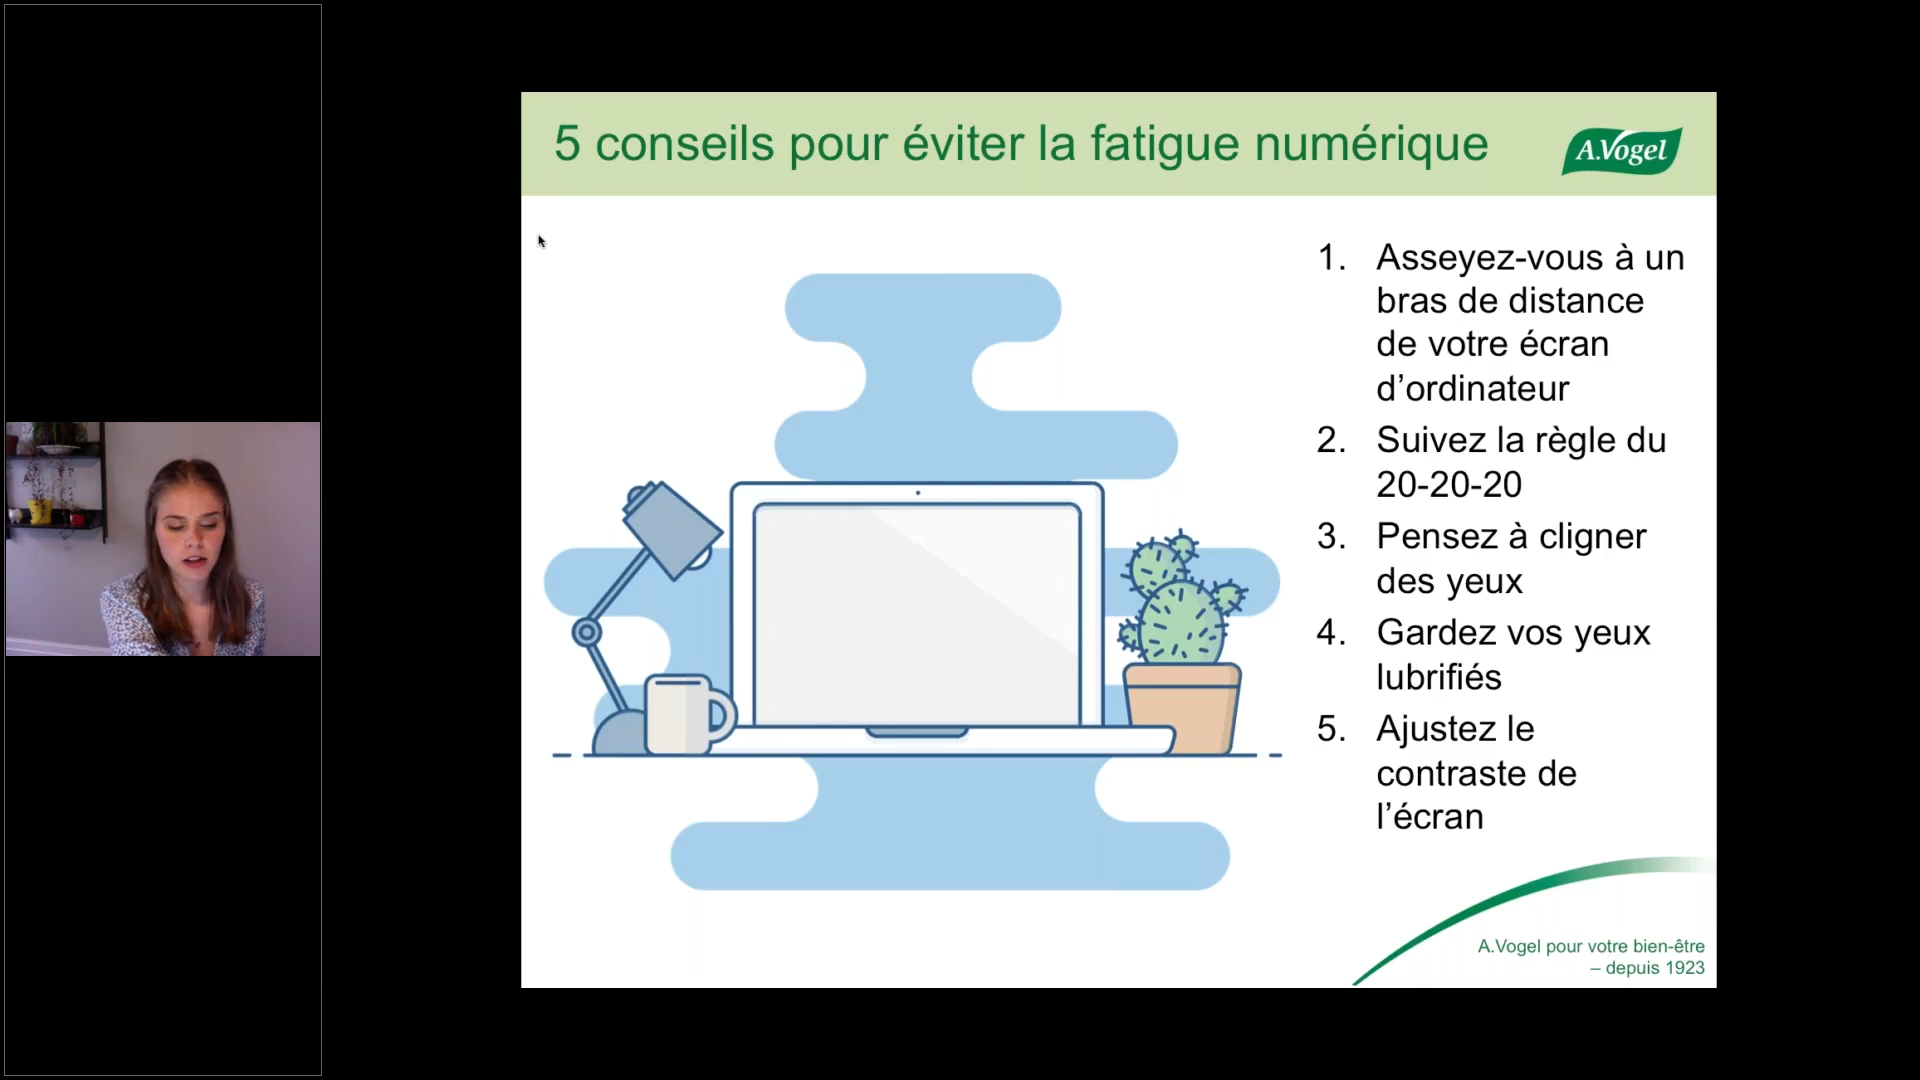 5 conseils pour éviter la fatigue numérique
A.Vogel
1. Asseyez-vous à un
bras de distance
de votre écran
d’ordinateur
2. Suivez la règle du
20-20-20
3. Pensez à cligner
des yeux
4. Gardez vos yeux
lubrifiés
5. Ajustez le
contraste de
l’écran
A.Vogel pour votre bien-être
– depuis 1923